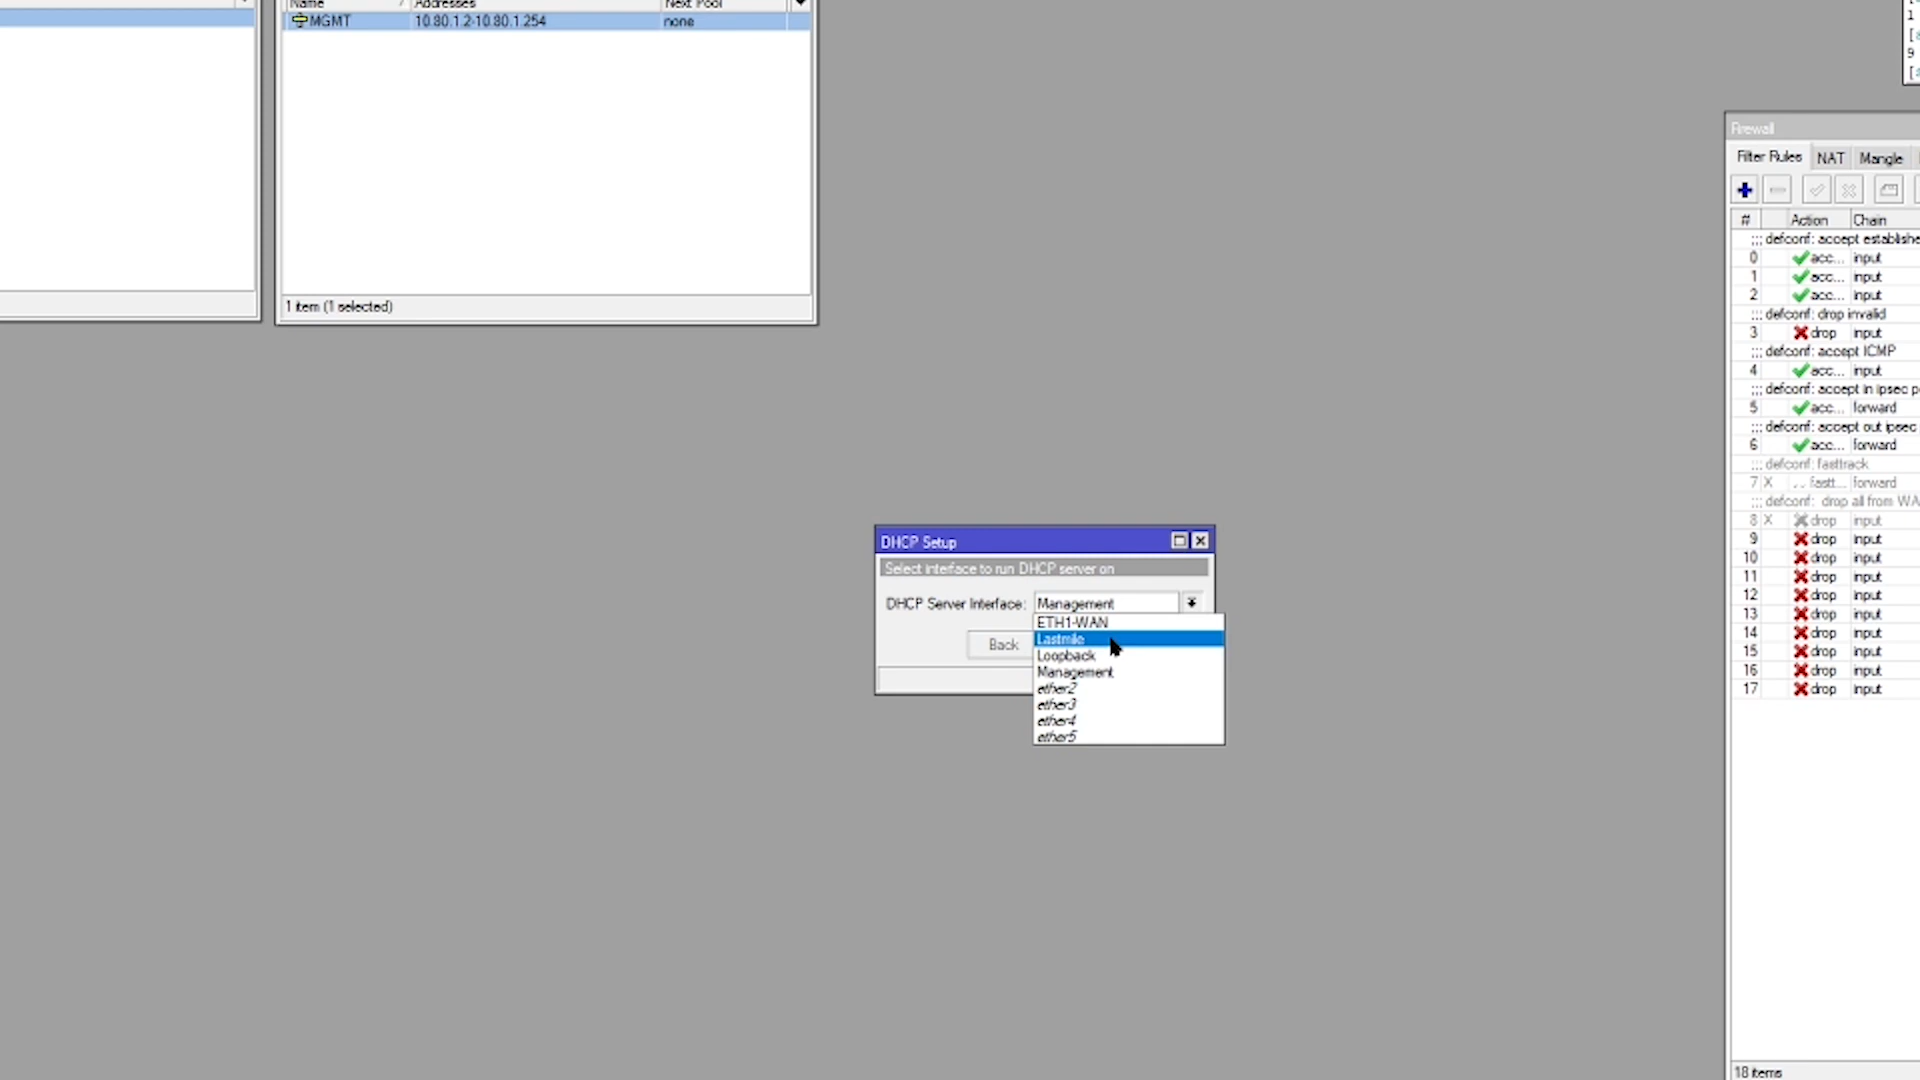 Name Addresses Next Pool
MGMT 10.80.1.2-10.80.1.254 none
1 item (1 selected)
DHCP Setup
Select interface to run DHCP server on
DHCP Server Interface: Management
ETH1-WAN
Lastmile
Loopback
Management
ether2
ether3
ether4
ether5
Back
1
[
9
[
Firewall
Filter Rules NAT Mangle
# Action Chain
;;; defconf: accept establishe
0 acc... input
1 acc... input
2 acc... input
;;; defconf: drop invalid
3 drop input
;;; defconf: accept ICMP
4 acc... input
;;; defconf: accept in ipsec p
5 acc... forward
;;; defconf: accept out ipsec
6 acc... forward
;;; defconf: fasttrack
7 X fastt... forward
;;; defconf: drop all from WA
8 X drop input
9 drop input
10 drop input
11 drop input
12 drop input
13 drop input
14 drop input
15 drop input
16 drop input
17 drop input
18 items